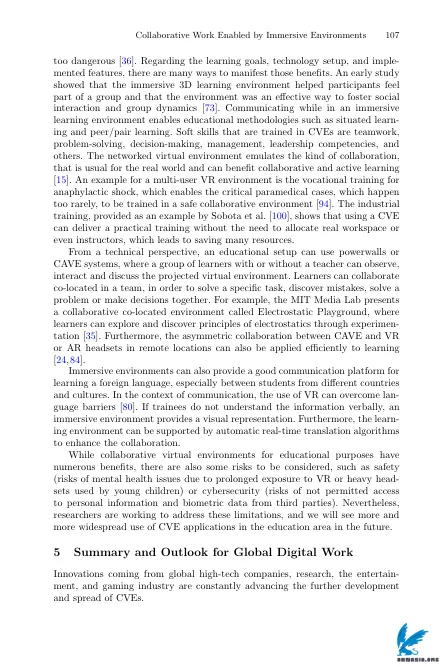 Collaborative Work Enabled by Immersive Environments 107
too dangerous [36]. Regarding the learning goals, technology setup, and imple-
mented features, there are many ways to manifest those benefits. An early study
showed that the immersive 3D learning environment helped participants feel
part of a group and that the environment was an effective way to foster social
interaction and group dynamics [73]. Communicating while in an immersive
learning environment enables educational methodologies such as situated learn-
ing and peer/pair learning. Soft skills that are trained in CVEs are teamwork,
problem-solving, decision-making, management, leadership competencies, and
others. The networked virtual environment emulates the kind of collaboration,
that is usual for the real world and can benefit collaborative and active learning
[15]. An example for a multi-user VR environment is the vocational training for
anaphylactic shock, which enables the critical paramedical cases, which happen
too rarely, to be trained in a safe collaborative environment [94]. The industrial
training, provided as an example by Sobota et al. [100], shows that using a CVE
can deliver a practical training without the need to allocate real workspace or
even instructors, which leads to saving many resources.
From a technical perspective, an educational setup can use powerwalls or
CAVE systems, where a group of learners with or without a teacher can observe,
interact and discuss the projected virtual environment. Learners can collaborate
co-located in a team, in order to solve a specific task, discover mistakes, solve a
problem or make decisions together. For example, the MIT Media Lab presents
a collaborative co-located environment called Electrostatic Playground, where
learners can explore and discover principles of electrostatics through experimen-
tation [35]. Furthermore, the asymmetric collaboration between CAVE and VR
or AR headsets in remote locations can also be applied efficiently to learning
[24,84].
Immersive environments can also provide a good communication platform for
learning a foreign language, especially between students from different countries
and cultures. In the context of communication, the use of VR can overcome lan-
guage barriers [80]. If trainees do not understand the information verbally, an
immersive environment provides a visual representation. Furthermore, the learn-
ing environment can be supported by automatic real-time translation algorithms
to enhance the collaboration.
While collaborative virtual environments for educational purposes have
numerous benefits, there are also some risks to be considered, such as safety
(risks of mental health issues due to prolonged exposure to VR or heavy head-
sets used by young children) or cybersecurity (risks of not permitted access
to personal information and biometric data from third parties). Nevertheless,
researchers are working to address these limitations, and we will see more and
more widespread use of CVE applications in the education area in the future.
5 Summary and Outlook for Global Digital Work
Innovations coming from global high-tech companies, research, the entertain-
ment, and gaming industry are constantly advancing the further development
and spread of CVEs.